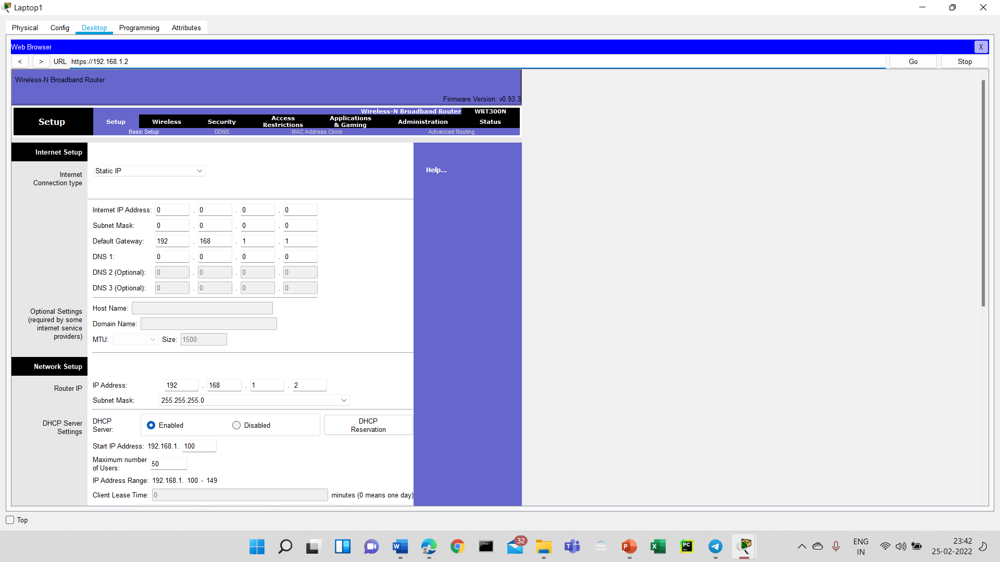 Laptop1
Physical Config Desktop Programming Attributes
Web Browser X
< > URL https://192.168.1.2 Go Stop
Wireless-N Broadband Router
Firmware Version: v0.93.3
Wireless-N Broadband Router WRT300N
Setup Setup Wireless Security Access Restrictions Applications & Gaming Administration Status
Basic Setup DDNS MAC Address Clone Advanced Routing
Internet Setup
Internet Connection type Static IP
Help...
Internet IP Address: 0 . 0 . 0 . 0
Subnet Mask: 0 . 0 . 0 . 0
Default Gateway: 192 . 168 . 1 . 1
DNS 1: 0 . 0 . 0 . 0
DNS 2 (Optional): 0 . 0 . 0 . 0
DNS 3 (Optional): 0 . 0 . 0 . 0
Optional Settings
(required by some
internet service
providers)
Host Name:
Domain Name:
MTU: Size: 1500
Network Setup
Router IP
IP Address: 192 . 168 . 1 . 2
Subnet Mask: 255.255.255.0
DHCP Server
Settings
DHCP Server: Enabled Disabled DHCP Reservation
Start IP Address: 192.168.1. 100
Maximum number
of Users: 50
IP Address Range: 192.168.1. 100 - 149
Client Lease Time: 0 minutes (0 means one day)
Top
32
ENG
IN
23:42
25-02-2022